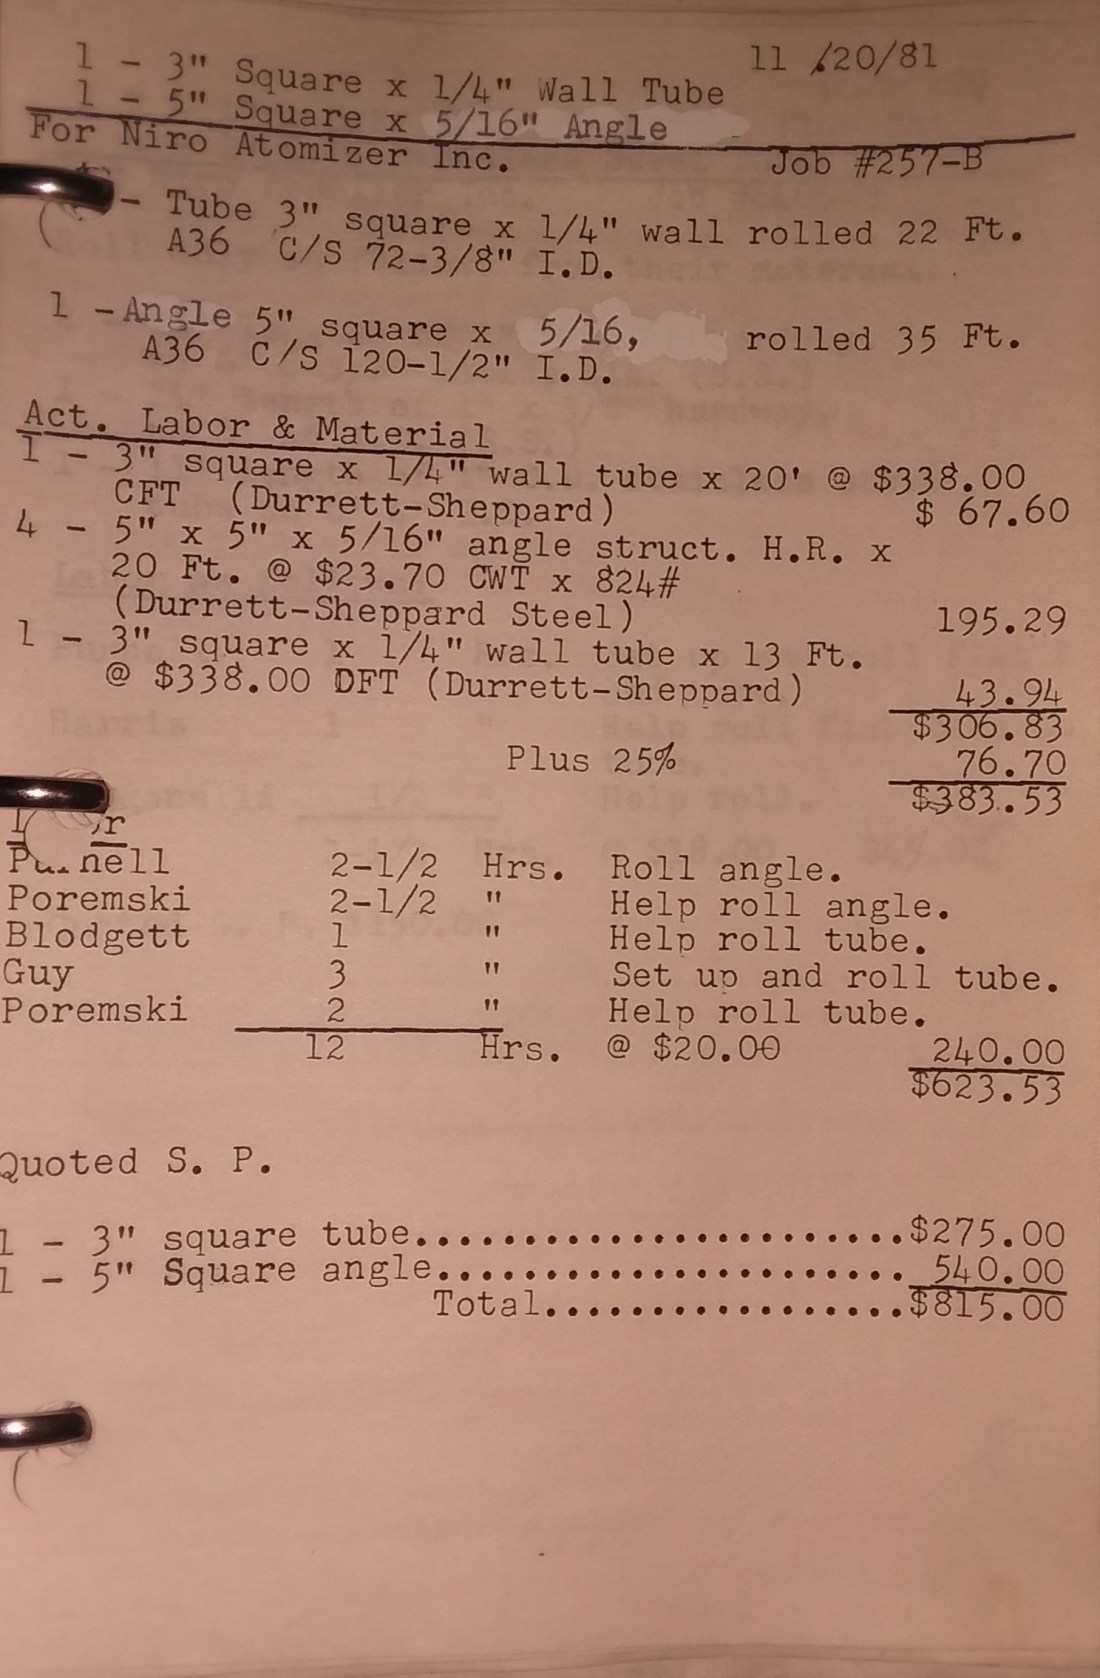 1 - 3" Square x 1/4" Wall Tube 11 /20/81
1 - 5" Square x 5/16" Angle
For Niro Atomizer Inc. Job #257-B
- Tube 3" square x 1/4" wall rolled 22 Ft.
A36 C/S 72-3/8" I.D.
1 - Angle 5" square x 5/16, rolled 35 Ft.
A36 C/S 120-1/2" I.D.
Act. Labor & Material
1 - 3" square x 1/4" wall tube x 20' @ $338.00
CFT (Durrett-Sheppard) $ 67.60
4 - 5" x 5" x 5/16" angle struct. H.R. x
20 Ft. @ $23.70 CWT x 824#
(Durrett-Sheppard Steel) 195.29
1 - 3" square x 1/4" wall tube x 13 Ft.
@ $338.00 DFT (Durrett-Sheppard) 43.94
$306.83
Plus 25% 76.70
$383.53
Poremski 2-1/2 " Help roll angle.
2-1/2 Hrs. Roll angle.
Blodgett 1 " Help roll tube.
Guy 3 " Set up and roll tube.
Poremski 2 " Help roll tube.
12 Hrs. @ $20.00 240.00
$623.53
Quoted S. P.
1 - 3" square tube........................$275.00
1 - 5" Square angle....................... 540.00
Total..................$815.00